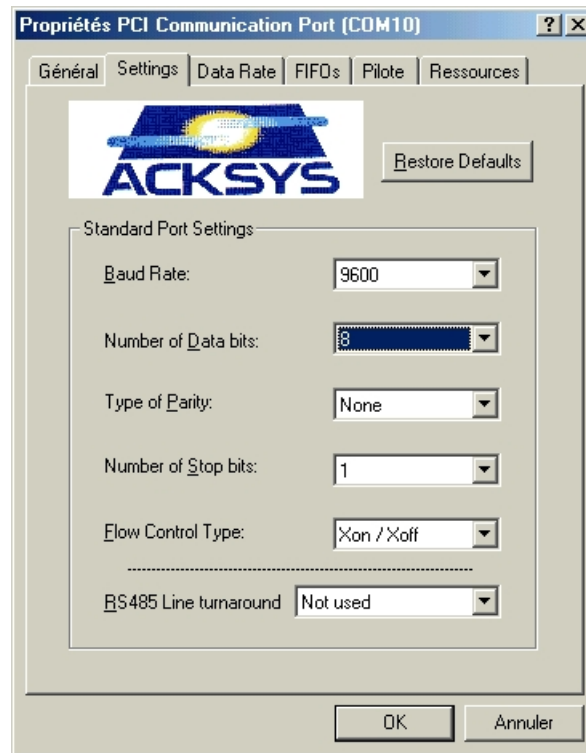 Propriétés PCI Communication Port (COM10)
Général Settings Data Rate FIFOs Pilote Ressources
ACKSYS
Restore Defaults
Standard Port Settings
Baud Rate: 9600
Number of Data bits: 8
Type of Parity: None
Number of Stop bits: 1
Flow Control Type: Xon / Xoff
RS485 Line turnaround Not used
OK Annuler